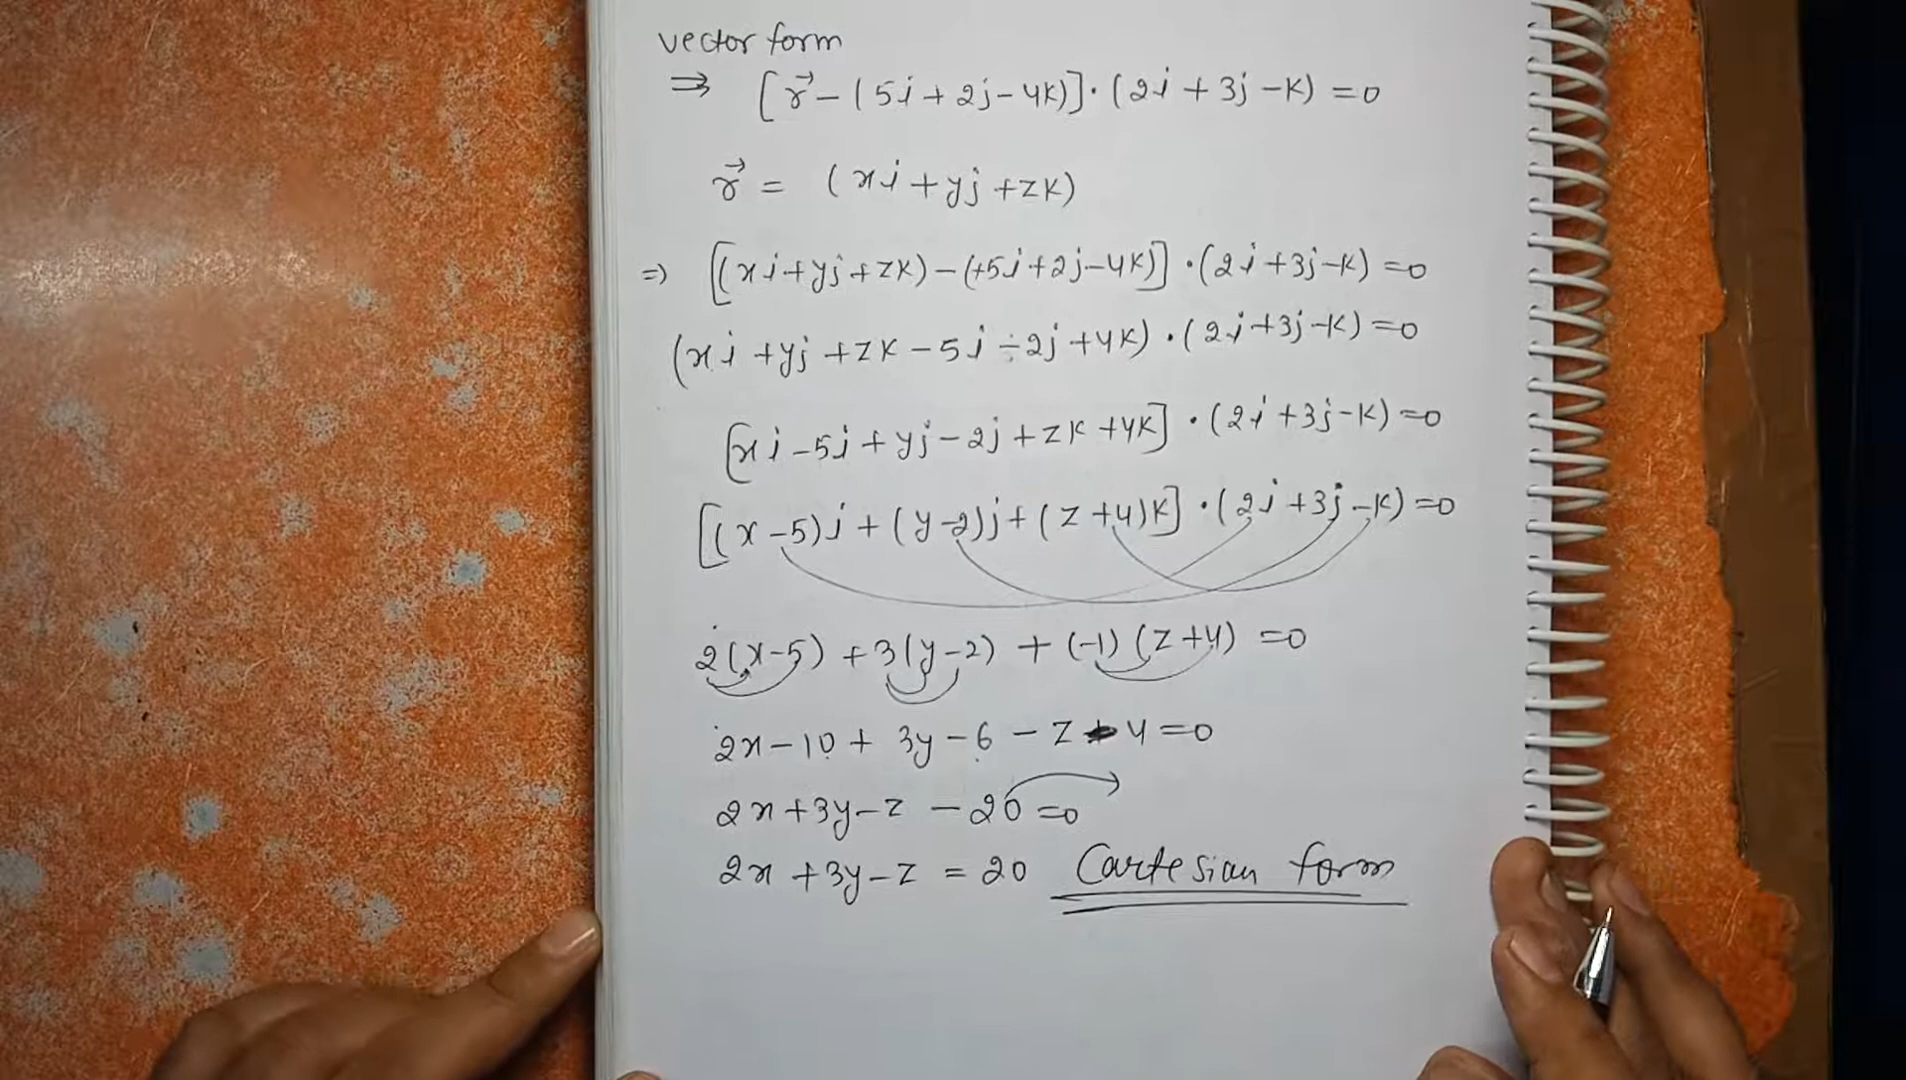 vector form
⇒ [r⃗ – (5i + 2j – 4k)] · (2i + 3j – k) = 0
r⃗ = (xi + yj + zk)
⇒ [(xi + yj + zk) – (+5i + 2j – 4k)] · (2i + 3j – k) = 0
(xi + yj + zk – 5i – 2j + 4k) · (2i + 3j – k) = 0
[xi – 5i + yj – 2j + zk + 4k] · (2i + 3j – k) = 0
[(x – 5)i + (y – 2)j + (z + 4)k] · (2i + 3j – k) = 0
2(x – 5) + 3(y – 2) + (–1)(z + 4) = 0
2x – 10 + 3y – 6 – z – 4 = 0
2x + 3y – z – 20 = 0
2x + 3y – z = 20 Cartesian form